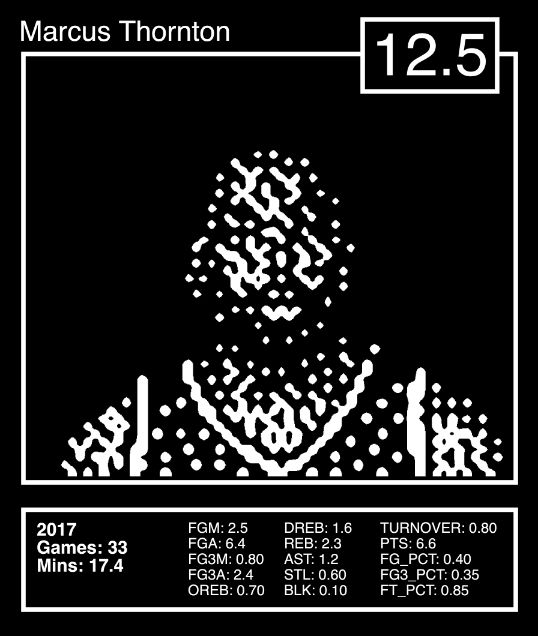 Marcus Thornton
12.5
2017
Games: 33
Mins: 17.4
FGM: 2.5
FGA: 6.4
FG3M: 0.80
FG3A: 2.4
OREB: 0.70
DREB: 1.6
REB: 2.3
AST: 1.2
STL: 0.60
BLK: 0.10
TURNOVER: 0.80
PTS: 6.6
FG_PCT: 0.40
FG3_PCT: 0.35
FT_PCT: 0.85